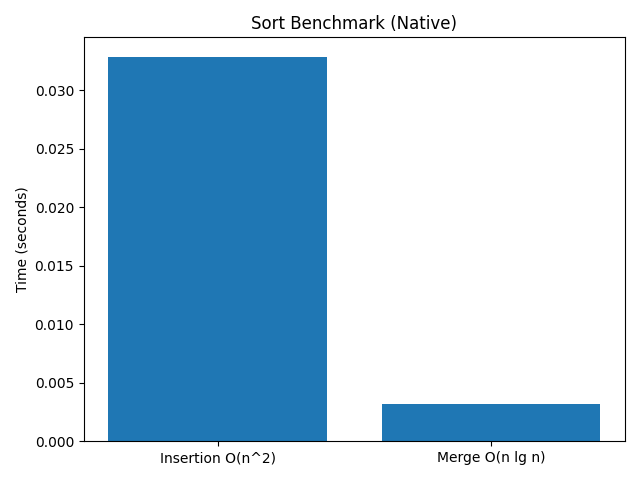 Sort Benchmark (Native)
Time (seconds)
0.030
0.025
0.020
0.015
0.010
0.005
0.000
Insertion O(n^2)
Merge O(n lg n)